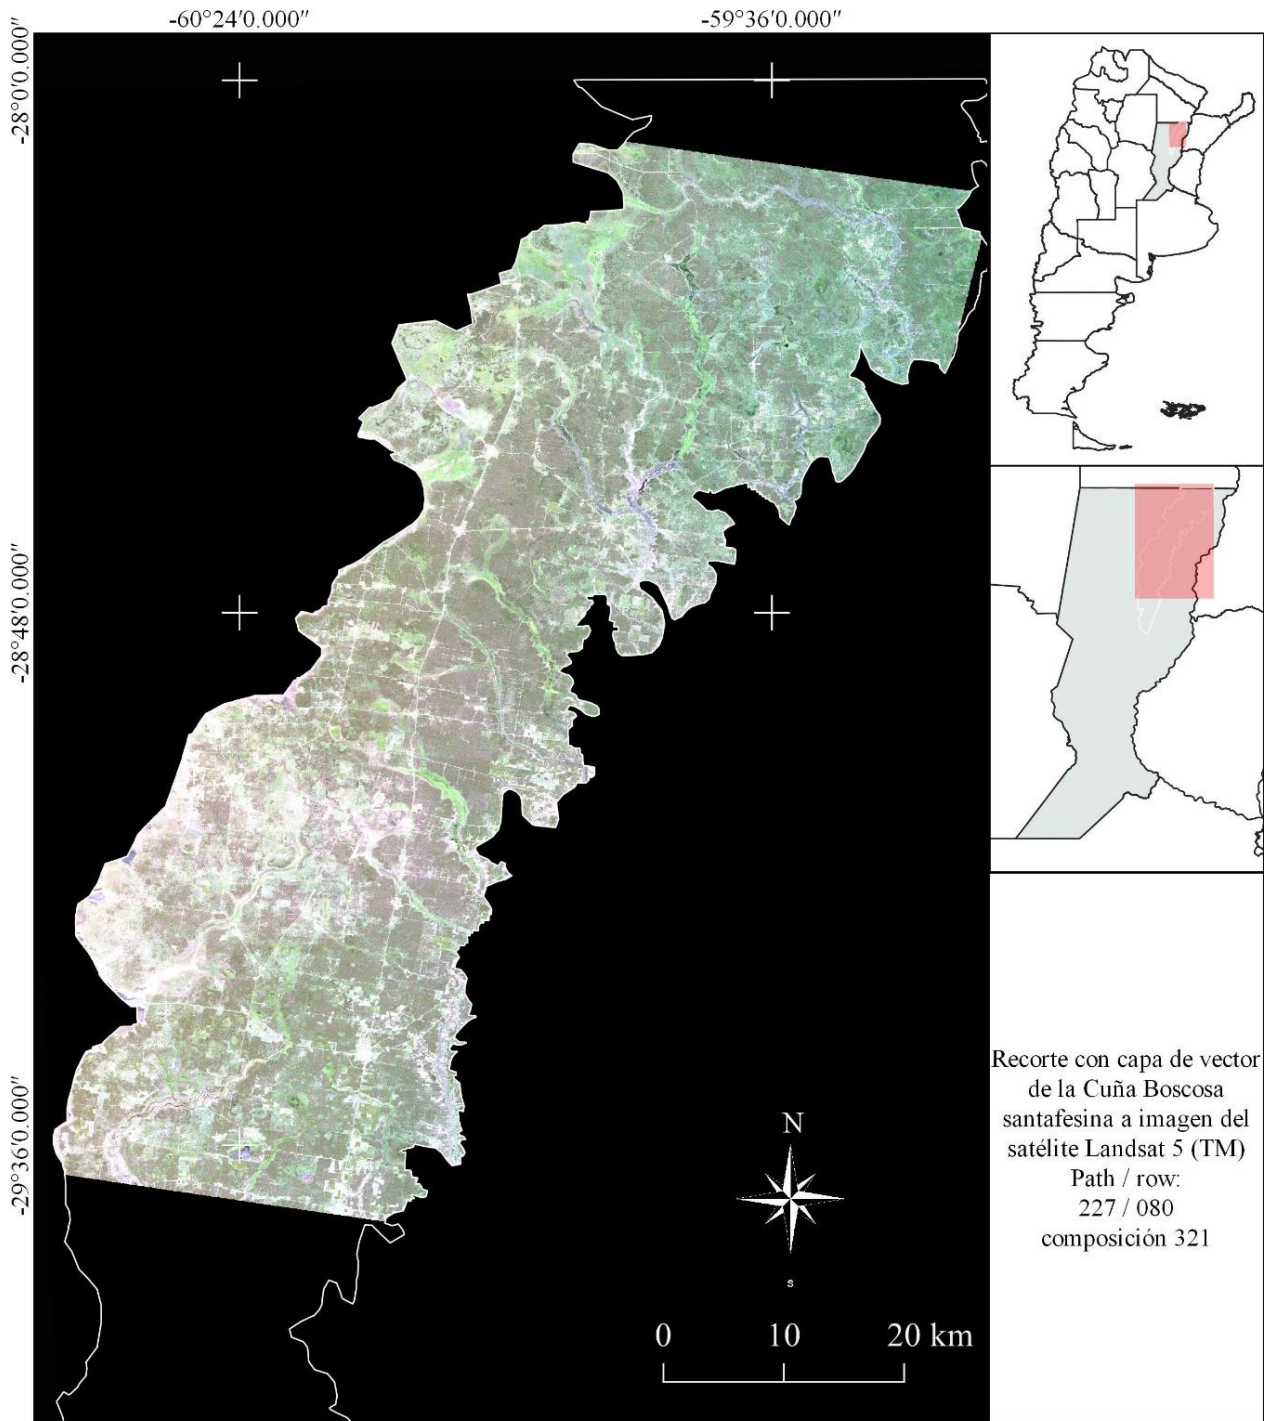 -60°24'0.000"
-59°36'0.000"
-28°0'0.000"
-28°48'0.000"
-29°36'0.000"
N
s
0 10 20 km
Recorte con capa de vector
de la Cuña Boscosa
santafesina a imagen del
satélite Landsat 5 (TM)
Path / row:
227 / 080
composición 321